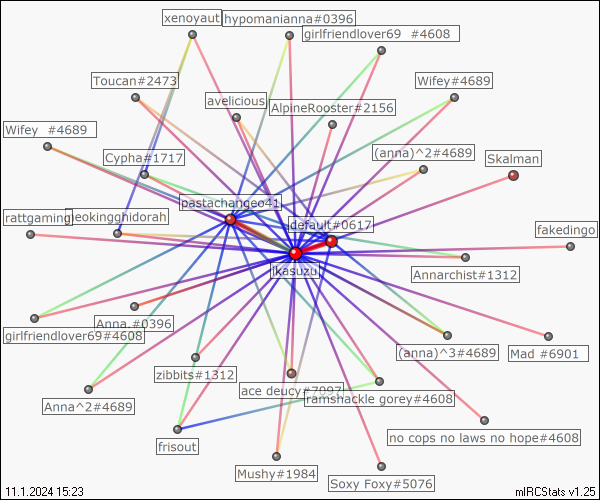 xenoyaut
hypomanianna#0396
girlfriendlover69 #4608
Toucan#2473
Wifey#4689
avelicious
AlpineRooster#2156
Wifey #4689
Cypha#1717
(anna)^2#4689
Skalman
pastachangeo41
rattgaming
meokingghidorah
default#0617
fakedingo
ikasuzu
Annarchist#1312
Anna.#0396
girlfriendlover69#4608
(anna)^3#4689
Mad #6901
zibbits#1312
ace deucy#7097
ramshackle gorey#4608
Anna^2#4689
no cops no laws no hope#4608
frisout
Mushy#1984
Soxy Foxy#5076
11.1.2024 15:23
mIRCStats v1.25